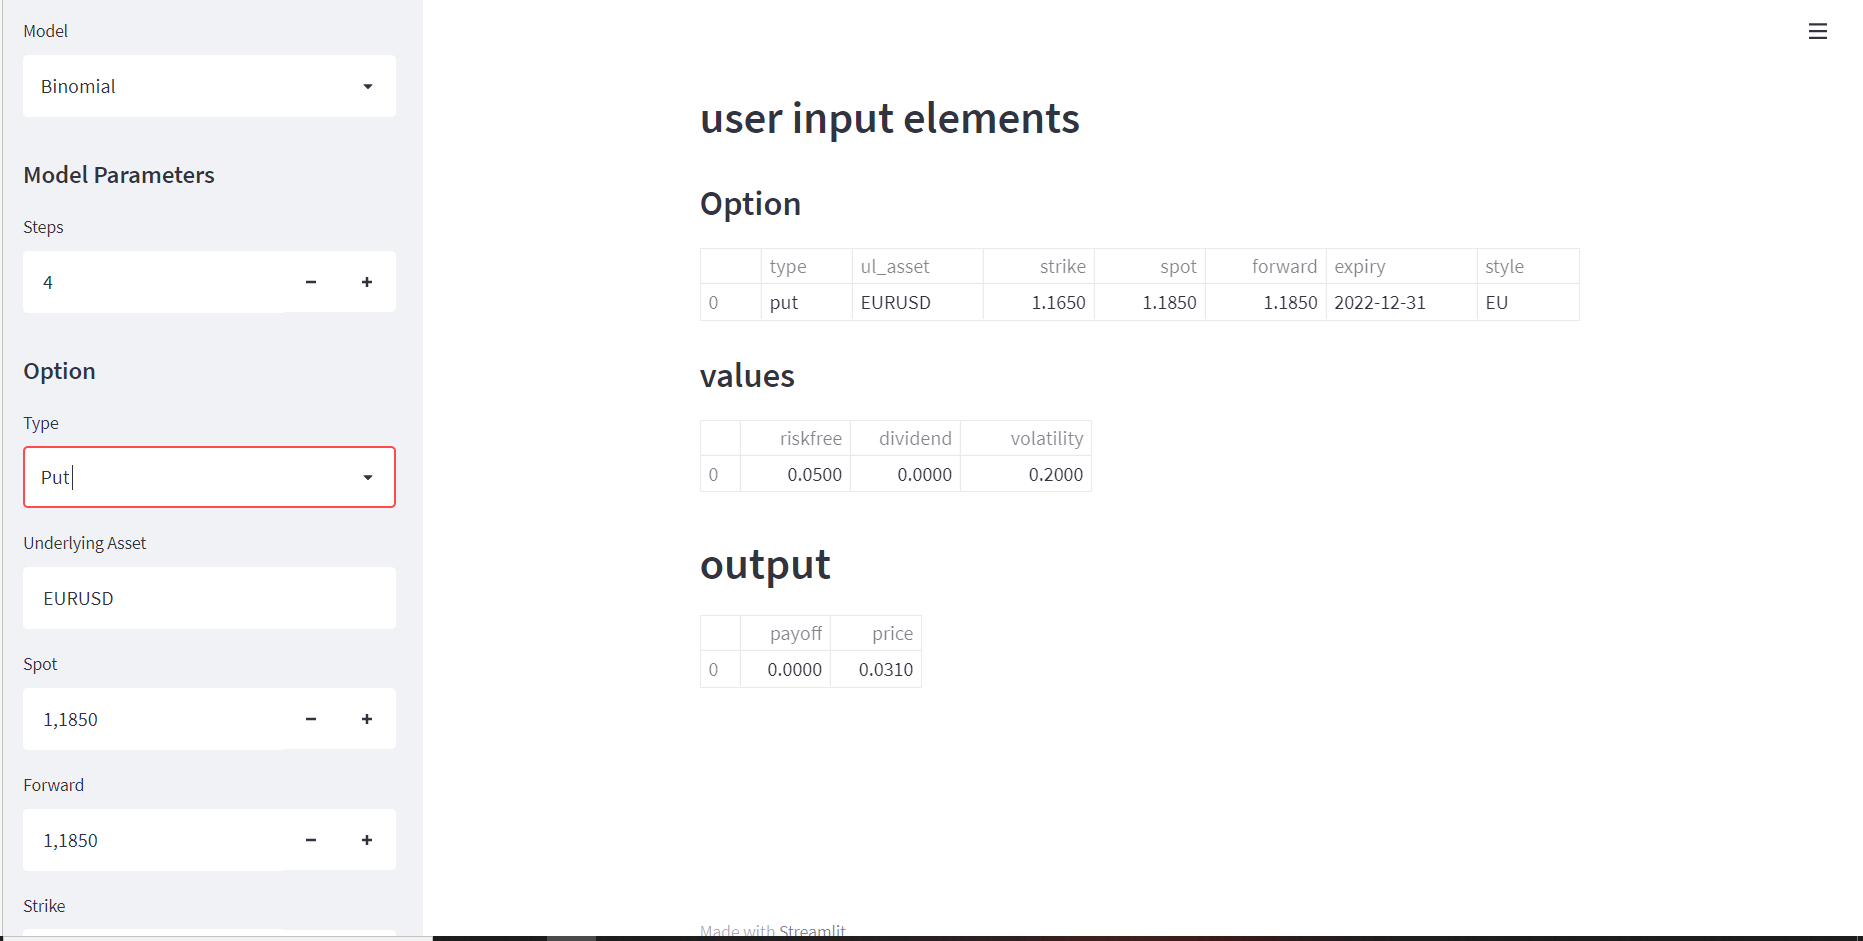 Model
Binomial
Model Parameters
Steps
4
Option
Type
Put
Underlying Asset
EURUSD
Spot
1,1850
Forward
1,1850
Strike
user input elements
Option
type ul_asset strike spot forward expiry style
0 put EURUSD 1.1650 1.1850 1.1850 2022-12-31 EU
values
riskfree dividend volatility
0 0.0500 0.0000 0.2000
output
payoff price
0 0.0000 0.0310
Made with Streamlit